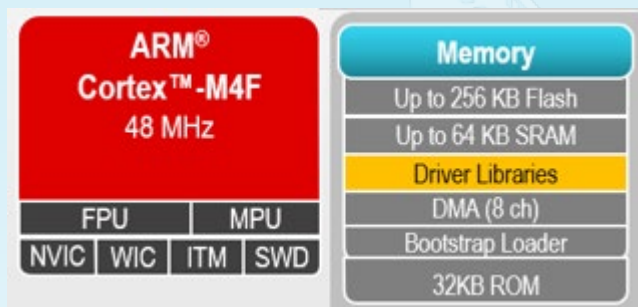 ARM®
Cortex™-M4F
48 MHz
FPU MPU
NVIC WIC ITM SWD
Memory
Up to 256 KB Flash
Up to 64 KB SRAM
Driver Libraries
DMA (8 ch)
Bootstrap Loader
32KB ROM